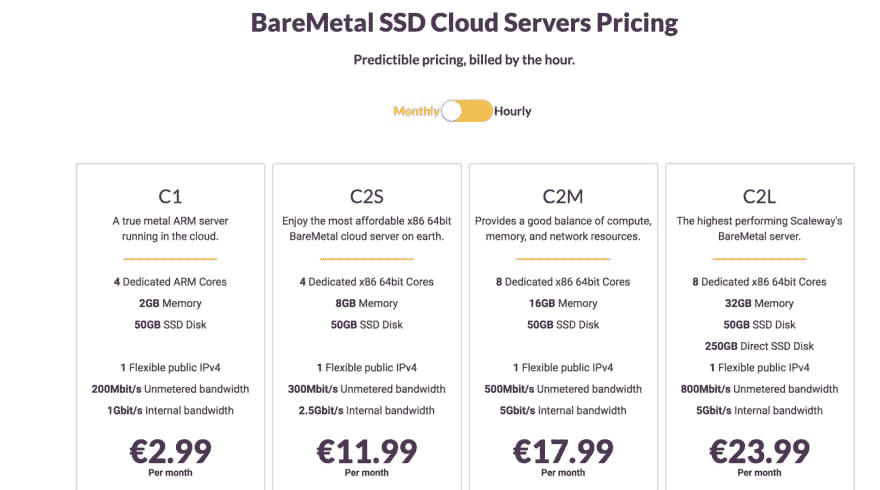 BareMetal SSD Cloud Servers Pricing
Predictible pricing, billed by the hour.
Monthly Hourly
C1
A true metal ARM server
running in the cloud.
4 Dedicated ARM Cores
2GB Memory
50GB SSD Disk
1 Flexible public IPv4
200Mbit/s Unmetered bandwidth
1Gbit/s Internal bandwidth
€2.99
Per month
C2S
Enjoy the most affordable x86 64bit
BareMetal cloud server on earth.
4 Dedicated x86 64bit Cores
8GB Memory
50GB SSD Disk
1 Flexible public IPv4
300Mbit/s Unmetered bandwidth
2.5Gbit/s Internal bandwidth
€11.99
Per month
C2M
Provides a good balance of compute,
memory, and network resources.
8 Dedicated x86 64bit Cores
16GB Memory
50GB SSD Disk
1 Flexible public IPv4
500Mbit/s Unmetered bandwidth
5Gbit/s Internal bandwidth
€17.99
Per month
C2L
The highest performing Scaleway's
BareMetal server.
8 Dedicated x86 64bit Cores
32GB Memory
50GB SSD Disk
250GB Direct SSD Disk
1 Flexible public IPv4
800Mbit/s Unmetered bandwidth
5Gbit/s Internal bandwidth
€23.99
Per month